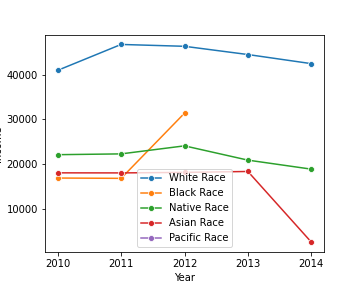 40000
30000
20000
10000
White Race
Black Race
Native Race
Asian Race
Pacific Race
2010 2011 2012 2013 2014
Year